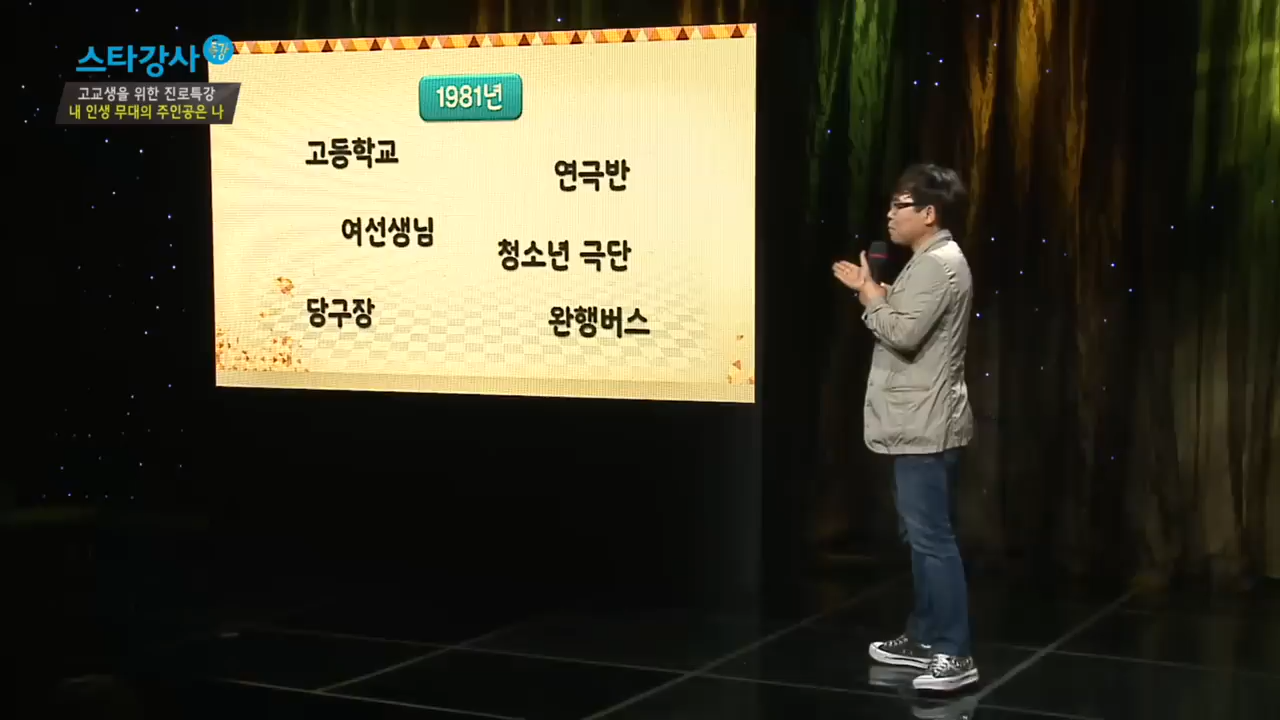 스타강사 특강
고교생을 위한 진로특강
내 인생 무대의 주인공은 나
1981년
고등학교
연극반
여선생님
청소년 극단
당구장
완행버스